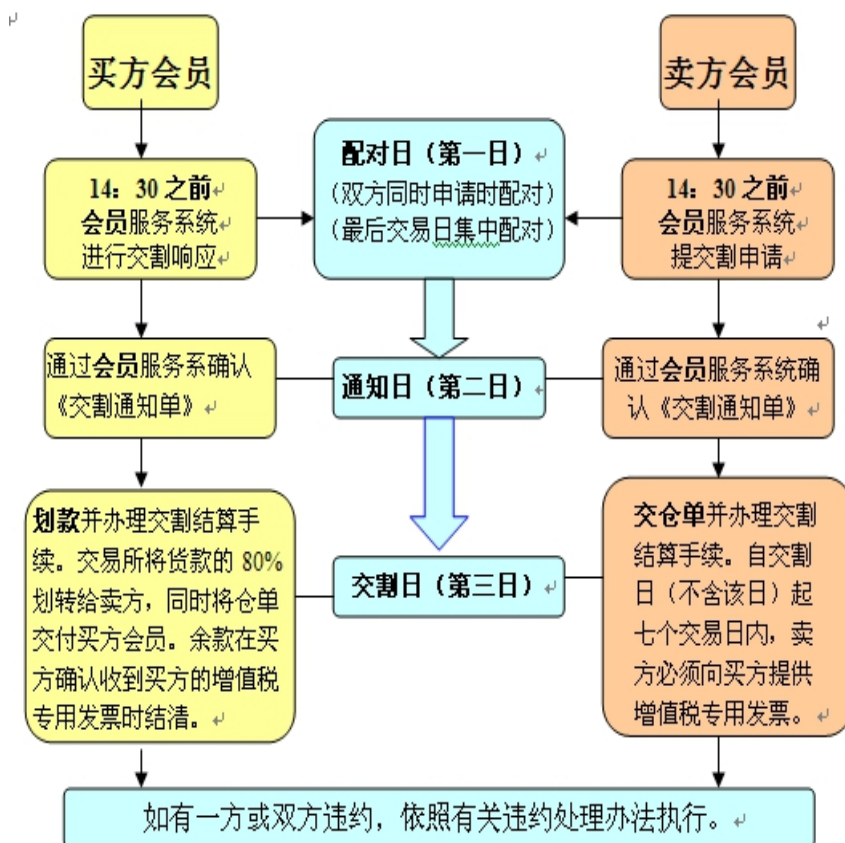 买方会员
卖方会员
配对日（第一日）
（双方同时申请时配对）
（最后交易日集中配对）
14：30 之前
会员服务系统
进行交割响应
14：30 之前
会员服务系统
提交割申请
通过会员服务系确认
《交割通知单》
通知日（第二日）
通过会员服务系统确
认《交割通知单》
划款并办理交割结算手
续。交易所将货款的 80%
划转给卖方，同时将仓单
交付买方会员。余款在买
方确认收到买方的增值税
专用发票时结清。
交割日（第三日）
交仓单并办理交割
结算手续。自交割
日（不含该日）起
七个交易日内，卖
方必须向买方提供
增值税专用发票。
如有一方或双方违约，依照有关违约处理办法执行。